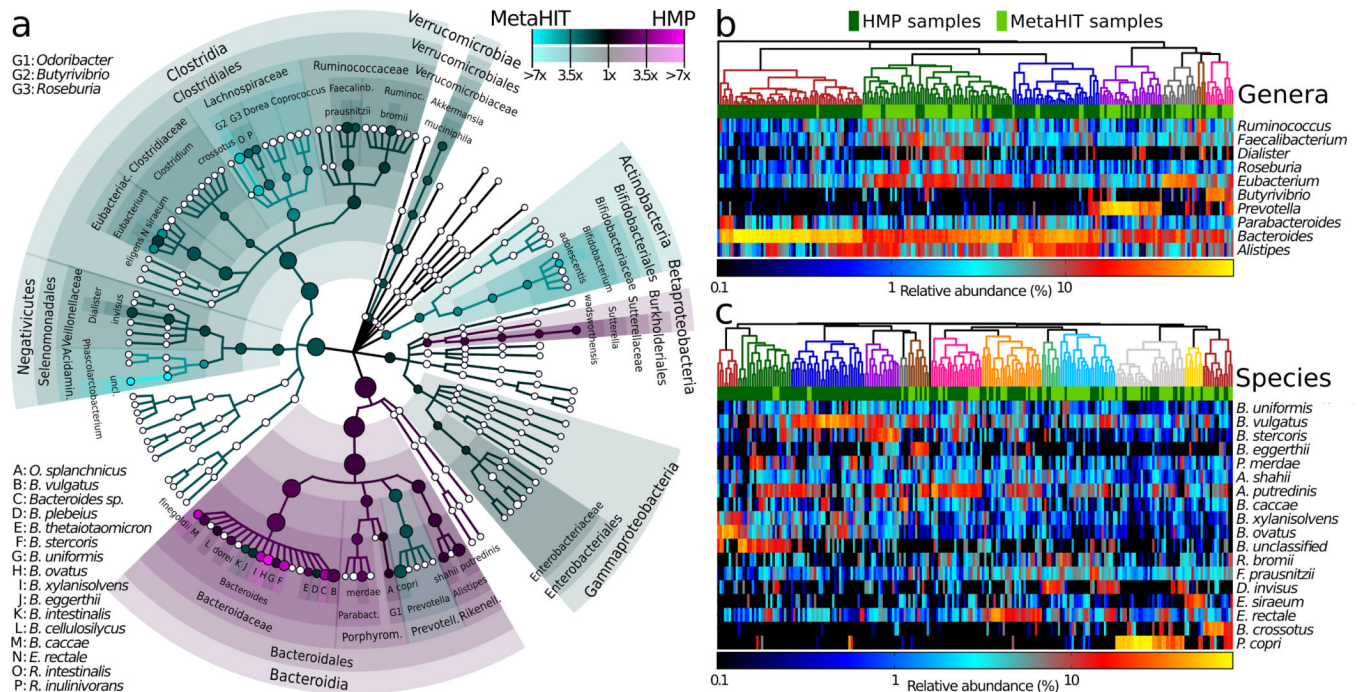 a
G1: Odoribacter
G2: Butyrivibrio
G3: Roseburia
MetaHIT HMP
>7x 3.5x 1x 3.5x >7x
Clostridia
Clostridiales
Lachnospiraceae
G2 G3 Dorea Coprococcus
crossotus O P
Ruminococcaceae
Faecalinb. Ruminoc.
prausnitzii bromii
Verrucomicrobiae
Verrucomicrobiales
Verrucomicrobiaceae
Akkermansia
muciniphila
Eubacteriac. Clostridiaceae
Eubacterium Clostridium
eligens N siraeum
Actinobacteria
Bifidobacteriales
Bifidobacteriaceae
Bifidobacterium
adolescentis
Betaproteobacteria
Burkholderiales
Sutterellaceae
Sutterella
wadsworthensis
Negativicutes
Selenomonadales
Veillonellaceae
Dialister
invisus
Acidamin.
Phascolarctobacterium
uncl.
Enterobacteriaceae
Enterobacteriales
Gammaproteobacteria
finegoldii M L dorei K J I H G F E D C B
merdae A copri shahii putredinis
Bacteroides Parabact. G1 Prevotella Alistipes
Bacteroidaceae Porphyrom. Prevotell. Rikenell.
Bacteroidales
Bacteroidia
A: O. splanchnicus
B: B. vulgatus
C: Bacteroides sp.
D: B. plebeius
E: B. thetaiotaomicron
F: B. stercoris
G: B. uniformis
H: B. ovatus
I: B. xylanisolvens
J: B. eggerthii
K: B. intestinalis
L: B. cellulosilycus
M: B. caccae
N: E. rectale
O: R. intestinalis
P: R. inulinivorans
b
HMP samples MetaHIT samples
Genera
Ruminococcus
Faecalibacterium
Dialister
Roseburia
Eubacterium
Butyrivibrio
Prevotella
Parabacteroides
Bacteroides
Alistipes
0.1 1 Relative abundance (%) 10
c
Species
B. uniformis
B. vulgatus
B. stercoris
B. eggerthii
P. merdae
A. shahii
A. putredinis
B. caccae
B. xylanisolvens
B. ovatus
B. unclassified
R. bromii
F. prausnitzii
D. invisus
E. siraeum
E. rectale
B. crossotus
P. copri
0.1 1 Relative abundance (%) 10